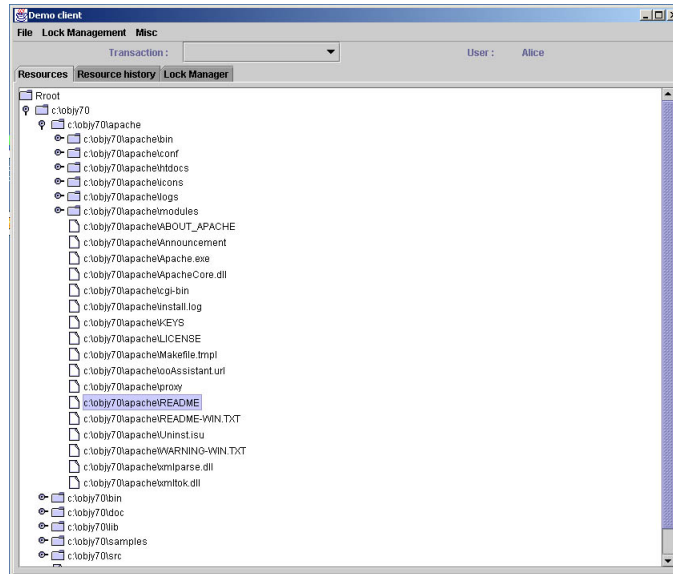 Demo client
File Lock Management Misc
Transaction : User : Alice
Resources Resource history Lock Manager
Rroot
c:\objy70
c:\objy70\apache
c:\objy70\apache\bin
c:\objy70\apache\conf
c:\objy70\apache\htdocs
c:\objy70\apache\icons
c:\objy70\apache\logs
c:\objy70\apache\modules
c:\objy70\apache\ABOUT_APACHE
c:\objy70\apache\Announcement
c:\objy70\apache\Apache.exe
c:\objy70\apache\ApacheCore.dll
c:\objy70\apache\cgi-bin
c:\objy70\apache\install.log
c:\objy70\apache\KEYS
c:\objy70\apache\LICENSE
c:\objy70\apache\Makefile.tmpl
c:\objy70\apache\ooAssistant.url
c:\objy70\apache\proxy
c:\objy70\apache\README
c:\objy70\apache\README-WIN.TXT
c:\objy70\apache\Uninst.isu
c:\objy70\apache\WARNING-WIN.TXT
c:\objy70\apache\xmlparse.dll
c:\objy70\apache\xmltok.dll
c:\objy70\bin
c:\objy70\doc
c:\objy70\lib
c:\objy70\samples
c:\objy70\src